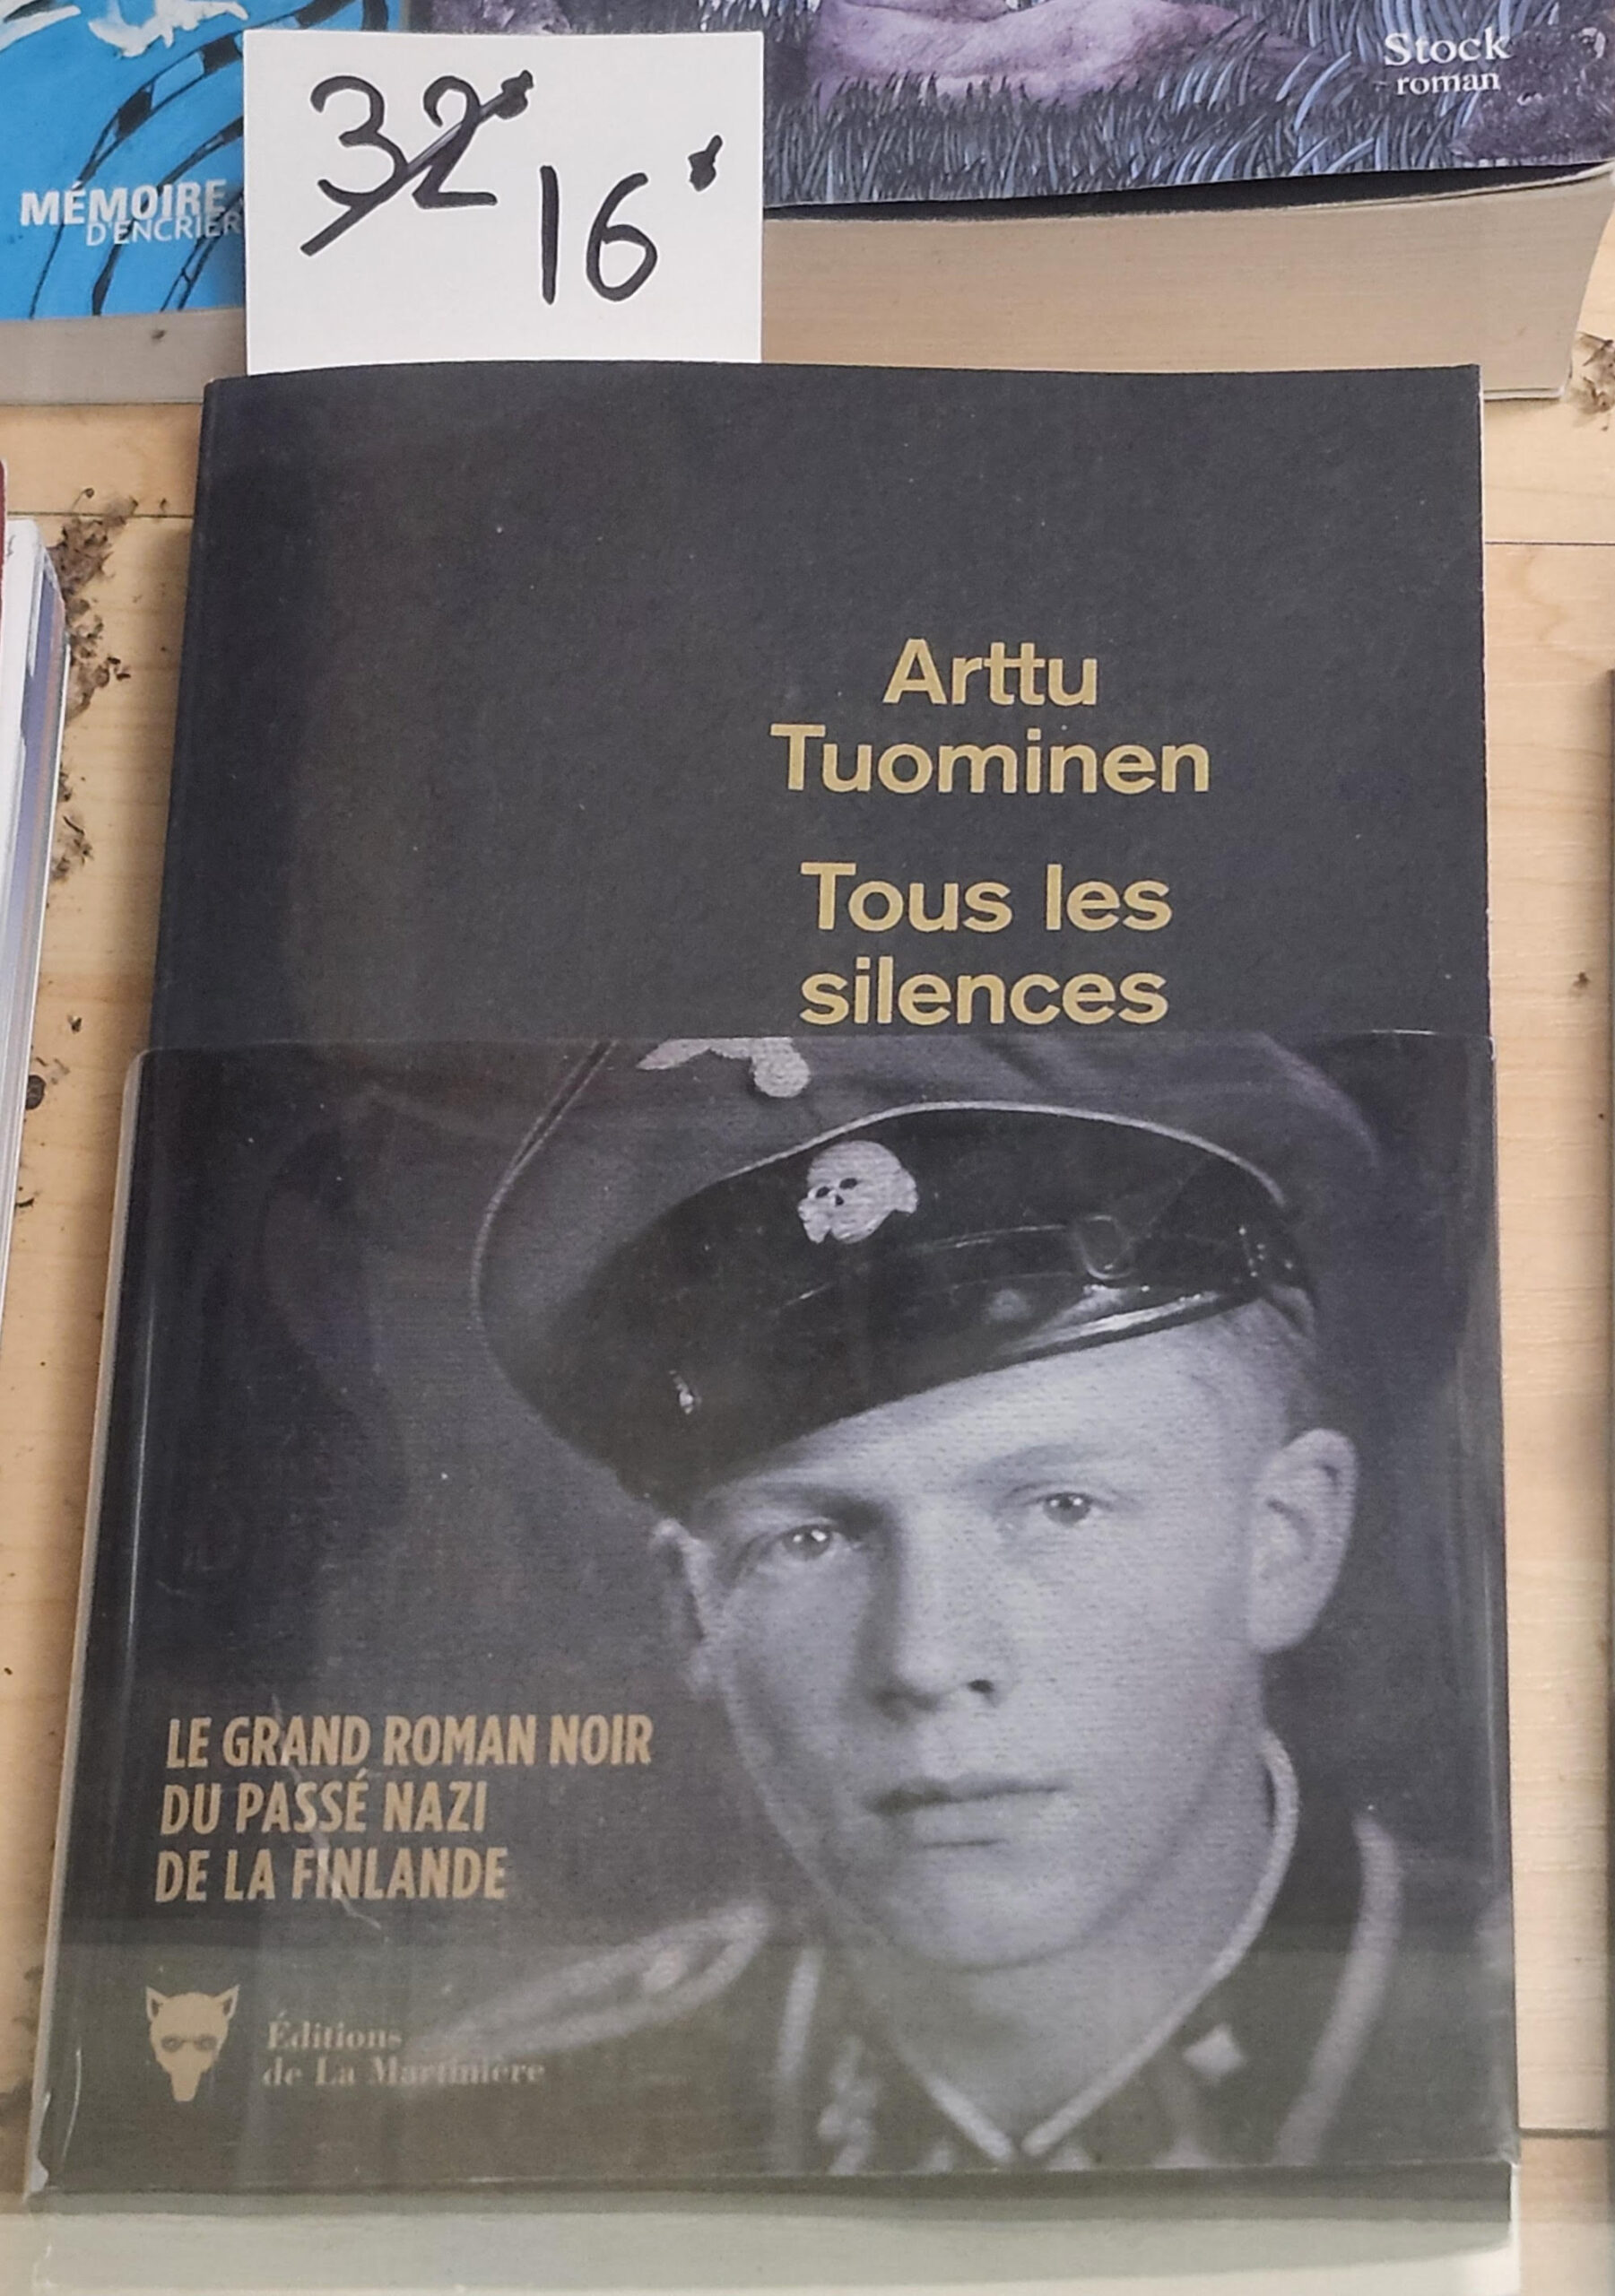 Stock
roman
MÉMOIRE
D'ENCRIER
32$
16$
Arttu
Tuominen
Tous les
silences
LE GRAND ROMAN NOIR
DU PASSÉ NAZI
DE LA FINLANDE
Éditions
de La Martinière